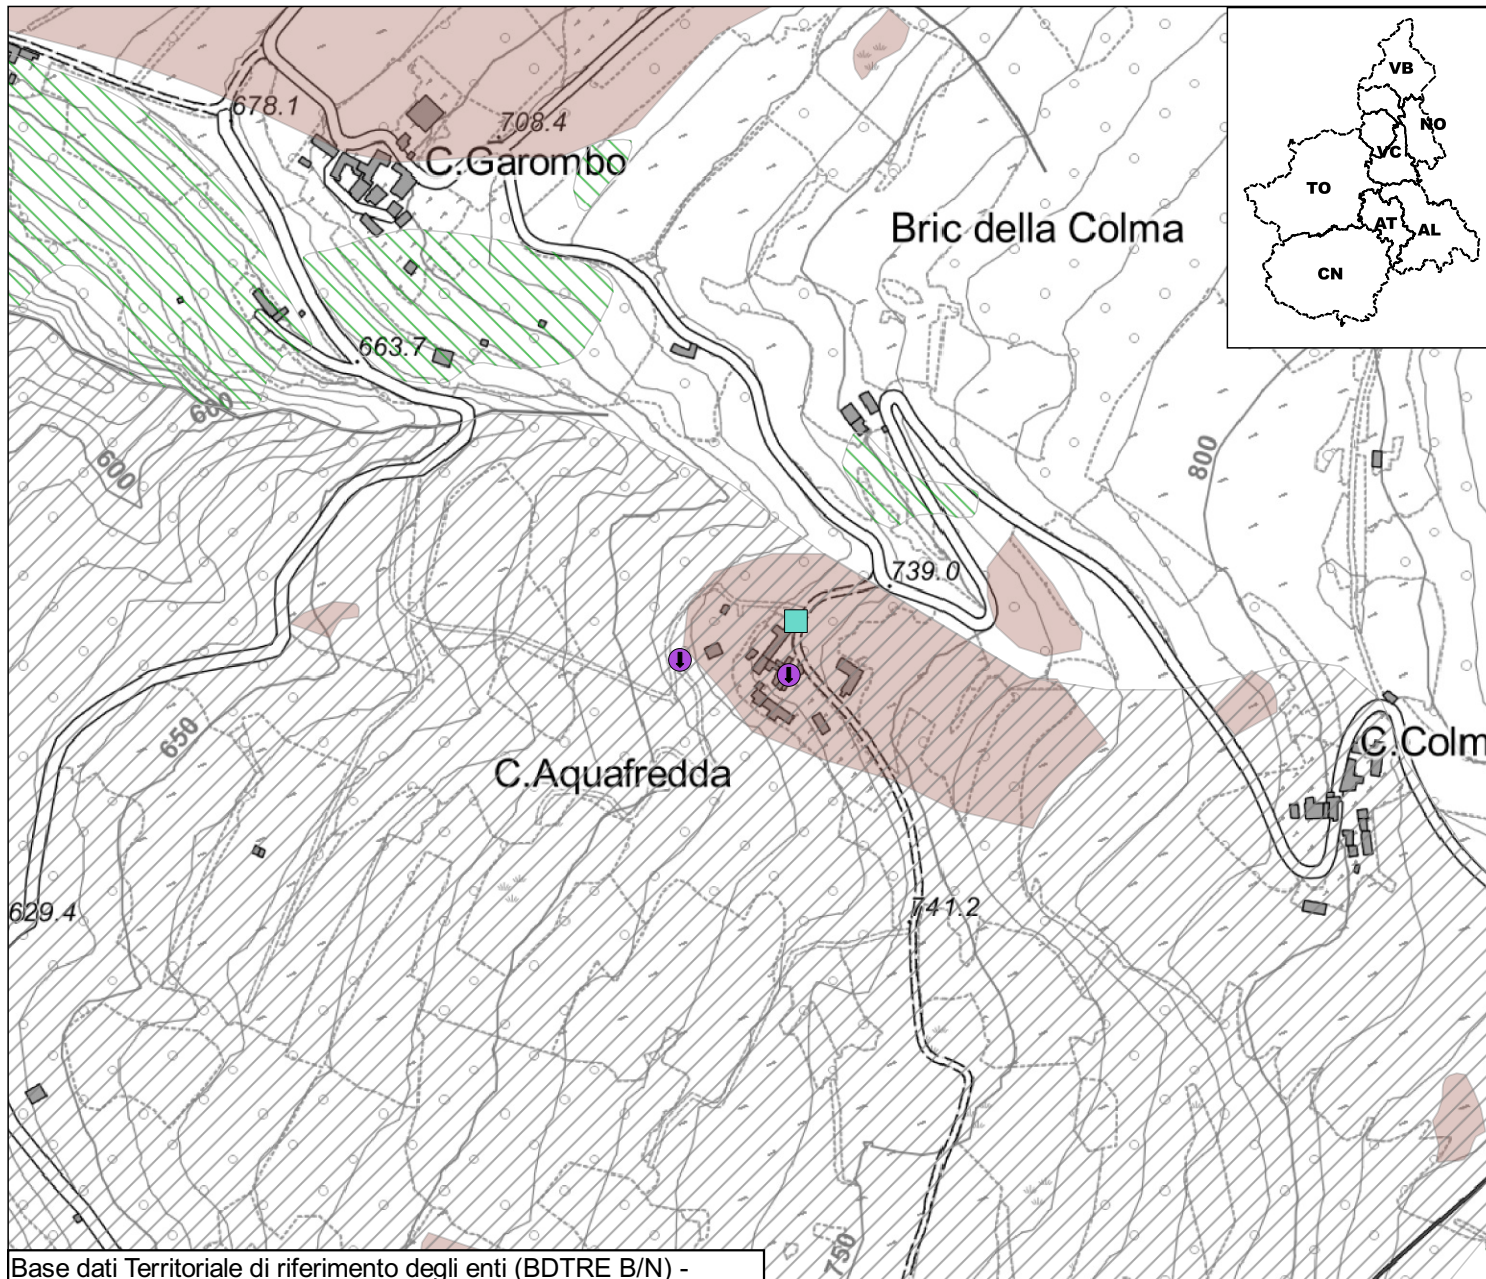 VB
NO
VC
TO
AT
AL
CN
678.1
708.4
C.Garombo
Bric della Colma
663.7
600
600
800
739.0
650
C.Colm
C.Aquafredda
629.4
741.2
750
Base dati Territoriale di riferimento degli enti (BDTRE B/N) -